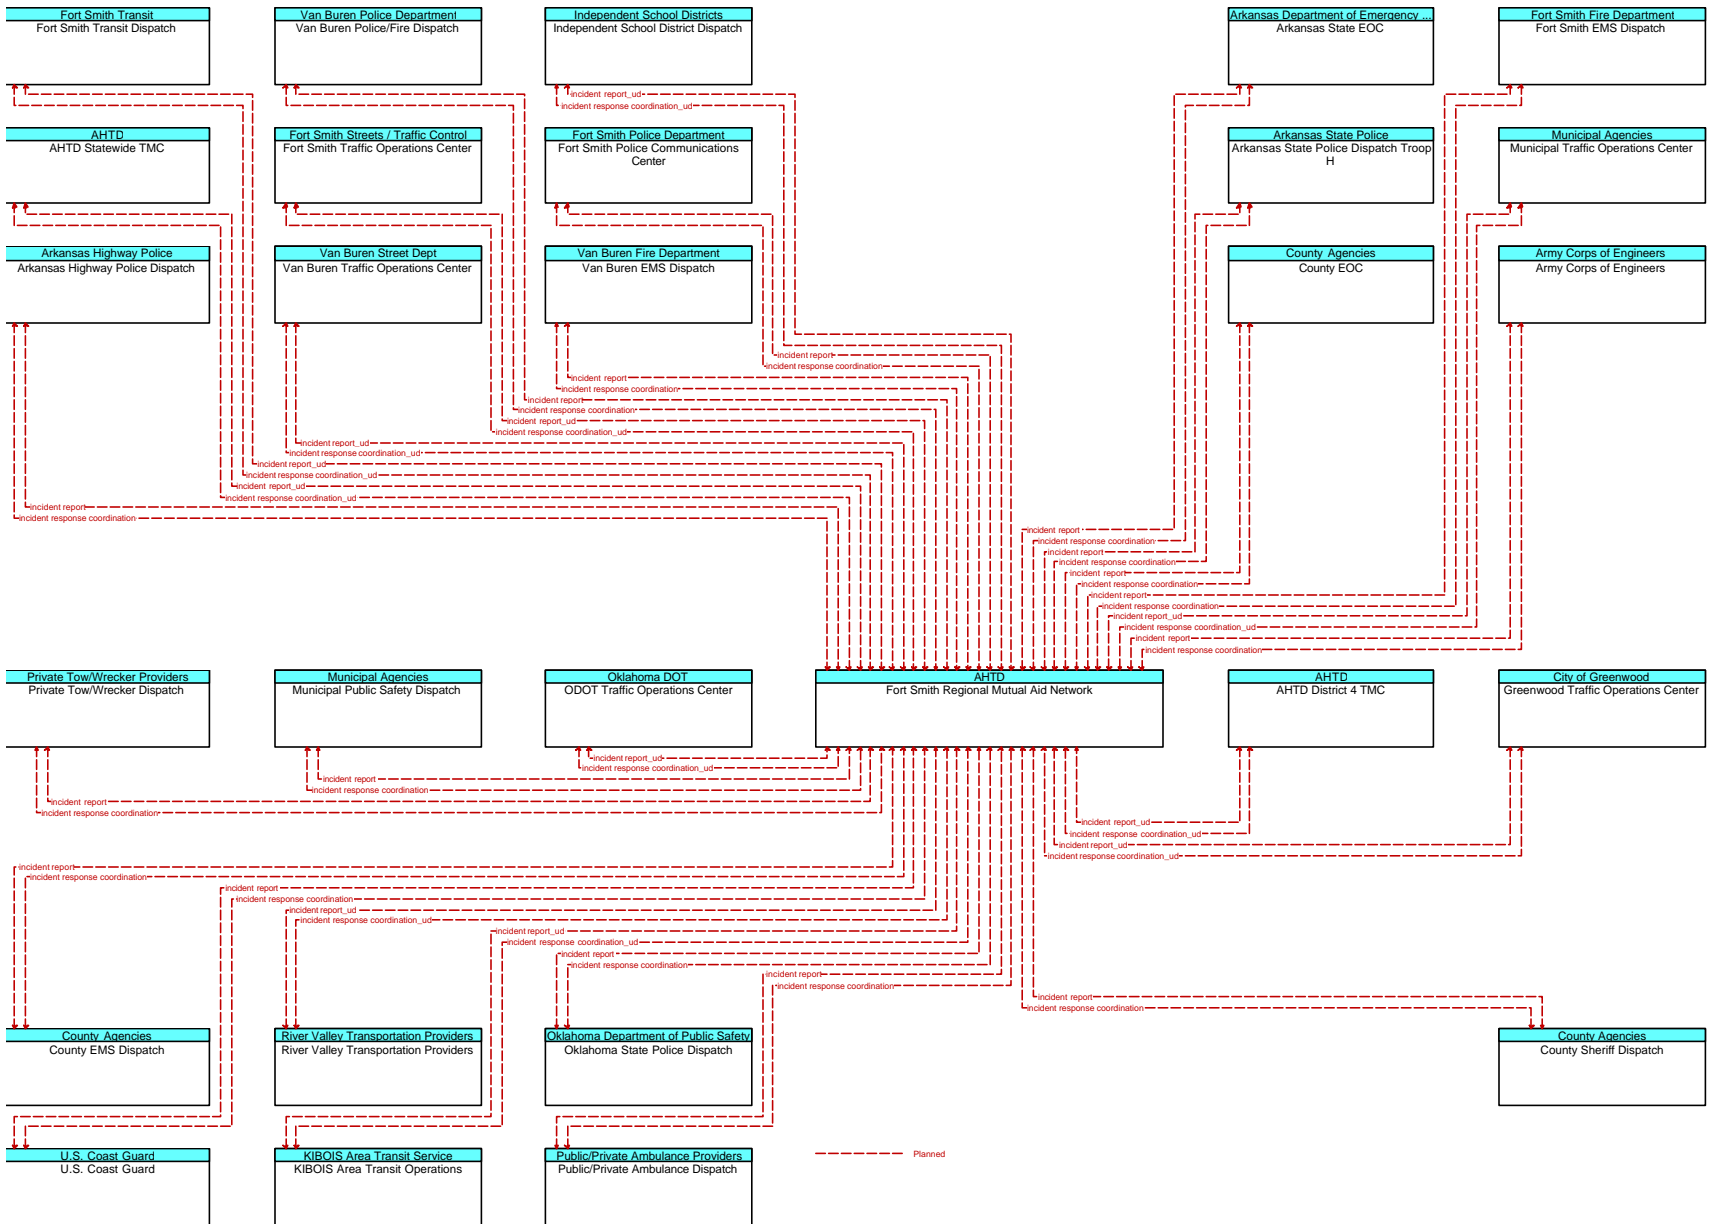 Fort Smith Transit
Fort Smith Transit Dispatch
Van Buren Police Department
Van Buren Police/Fire Dispatch
Independent School Districts
Independent School District Dispatch
Arkansas Department of Emergency ...
Arkansas State EOC
Fort Smith Fire Department
Fort Smith EMS Dispatch
incident report_ud
incident response coordination_ud
AHTD
AHTD Statewide TMC
Fort Smith Streets / Traffic Control
Fort Smith Traffic Operations Center
Fort Smith Police Department
Fort Smith Police Communications
Center
Arkansas State Police
Arkansas State Police Dispatch Troop
H
Municipal Agencies
Municipal Traffic Operations Center
Arkansas Highway Police
Arkansas Highway Police Dispatch
Van Buren Street Dept
Van Buren Traffic Operations Center
Van Buren Fire Department
Van Buren EMS Dispatch
County Agencies
County EOC
Army Corps of Engineers
Army Corps of Engineers
incident report
incident response coordination
incident report
incident response coordination
incident report
incident response coordination
incident report_ud
incident response coordination_ud
incident report_ud
incident response coordination_ud
incident report_ud
incident response coordination_ud
incident report_ud
incident response coordination_ud
incident report
incident response coordination
incident report
incident response coordination
incident report
incident response coordination
incident report
incident response coordination
incident report
incident response coordination
incident report_ud
incident response coordination_ud
incident report
incident response coordination
Private Tow/Wrecker Providers
Private Tow/Wrecker Dispatch
Municipal Agencies
Municipal Public Safety Dispatch
Oklahoma DOT
ODOT Traffic Operations Center
AHTD
Fort Smith Regional Mutual Aid Network
AHTD
AHTD District 4 TMC
City of Greenwood
Greenwood Traffic Operations Center
incident report_ud
incident response coordination_ud
incident report
incident response coordination
incident report
incident response coordination
incident report_ud
incident response coordination_ud
incident report_ud
incident response coordination_ud
incident report
incident response coordination
incident report
incident response coordination
incident report_ud
incident response coordination_ud
incident report_ud
incident response coordination_ud
incident report
incident response coordination
incident report
incident response coordination
incident report
incident response coordination
County Agencies
County EMS Dispatch
River Valley Transportation Providers
River Valley Transportation Providers
Oklahoma Department of Public Safety
Oklahoma State Police Dispatch
County Agencies
County Sheriff Dispatch
U.S. Coast Guard
U.S. Coast Guard
KIBOIS Area Transit Service
KIBOIS Area Transit Operations
Public/Private Ambulance Providers
Public/Private Ambulance Dispatch
Planned